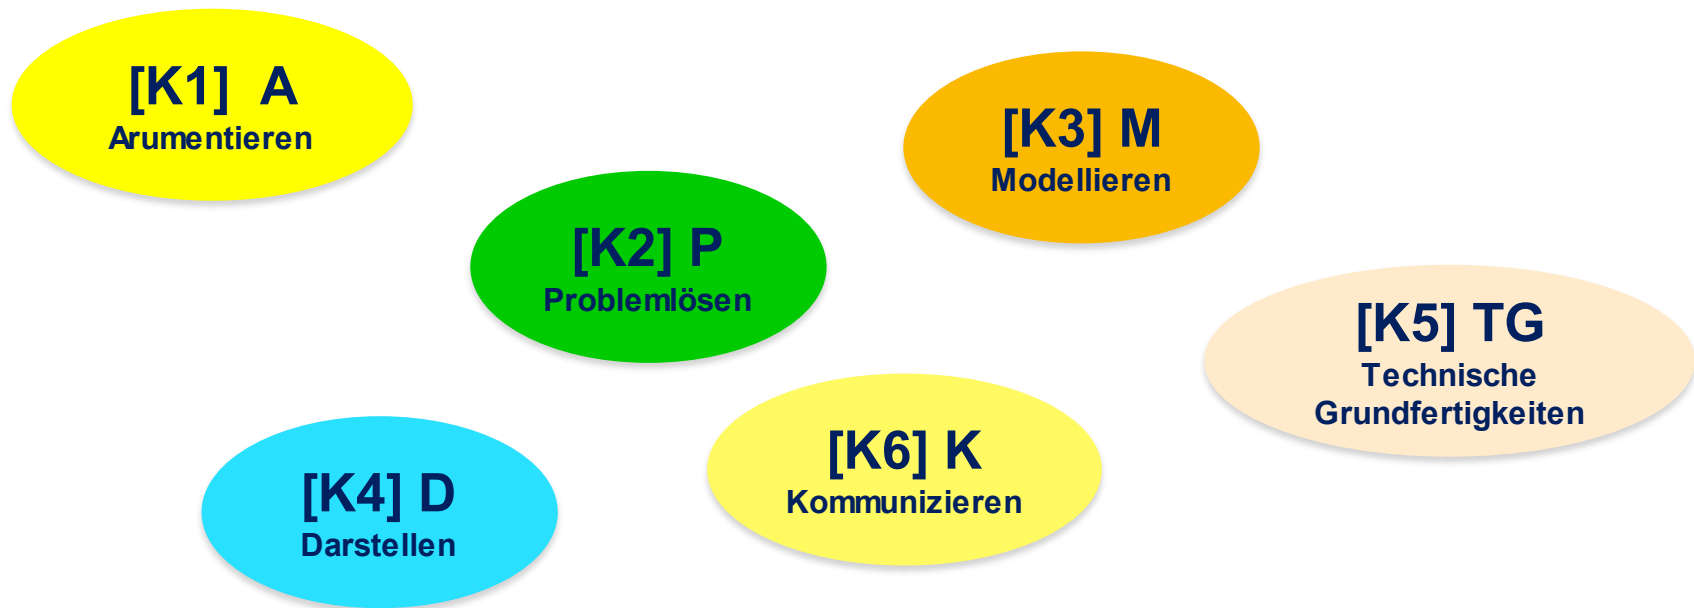 [K1] A
Arumentieren
[K2] P
Problemlösen
[K3] M
Modellieren
[K4] D
Darstellen
[K5] TG
Technische
Grundfertigkeiten
[K6] K
Kommunizieren